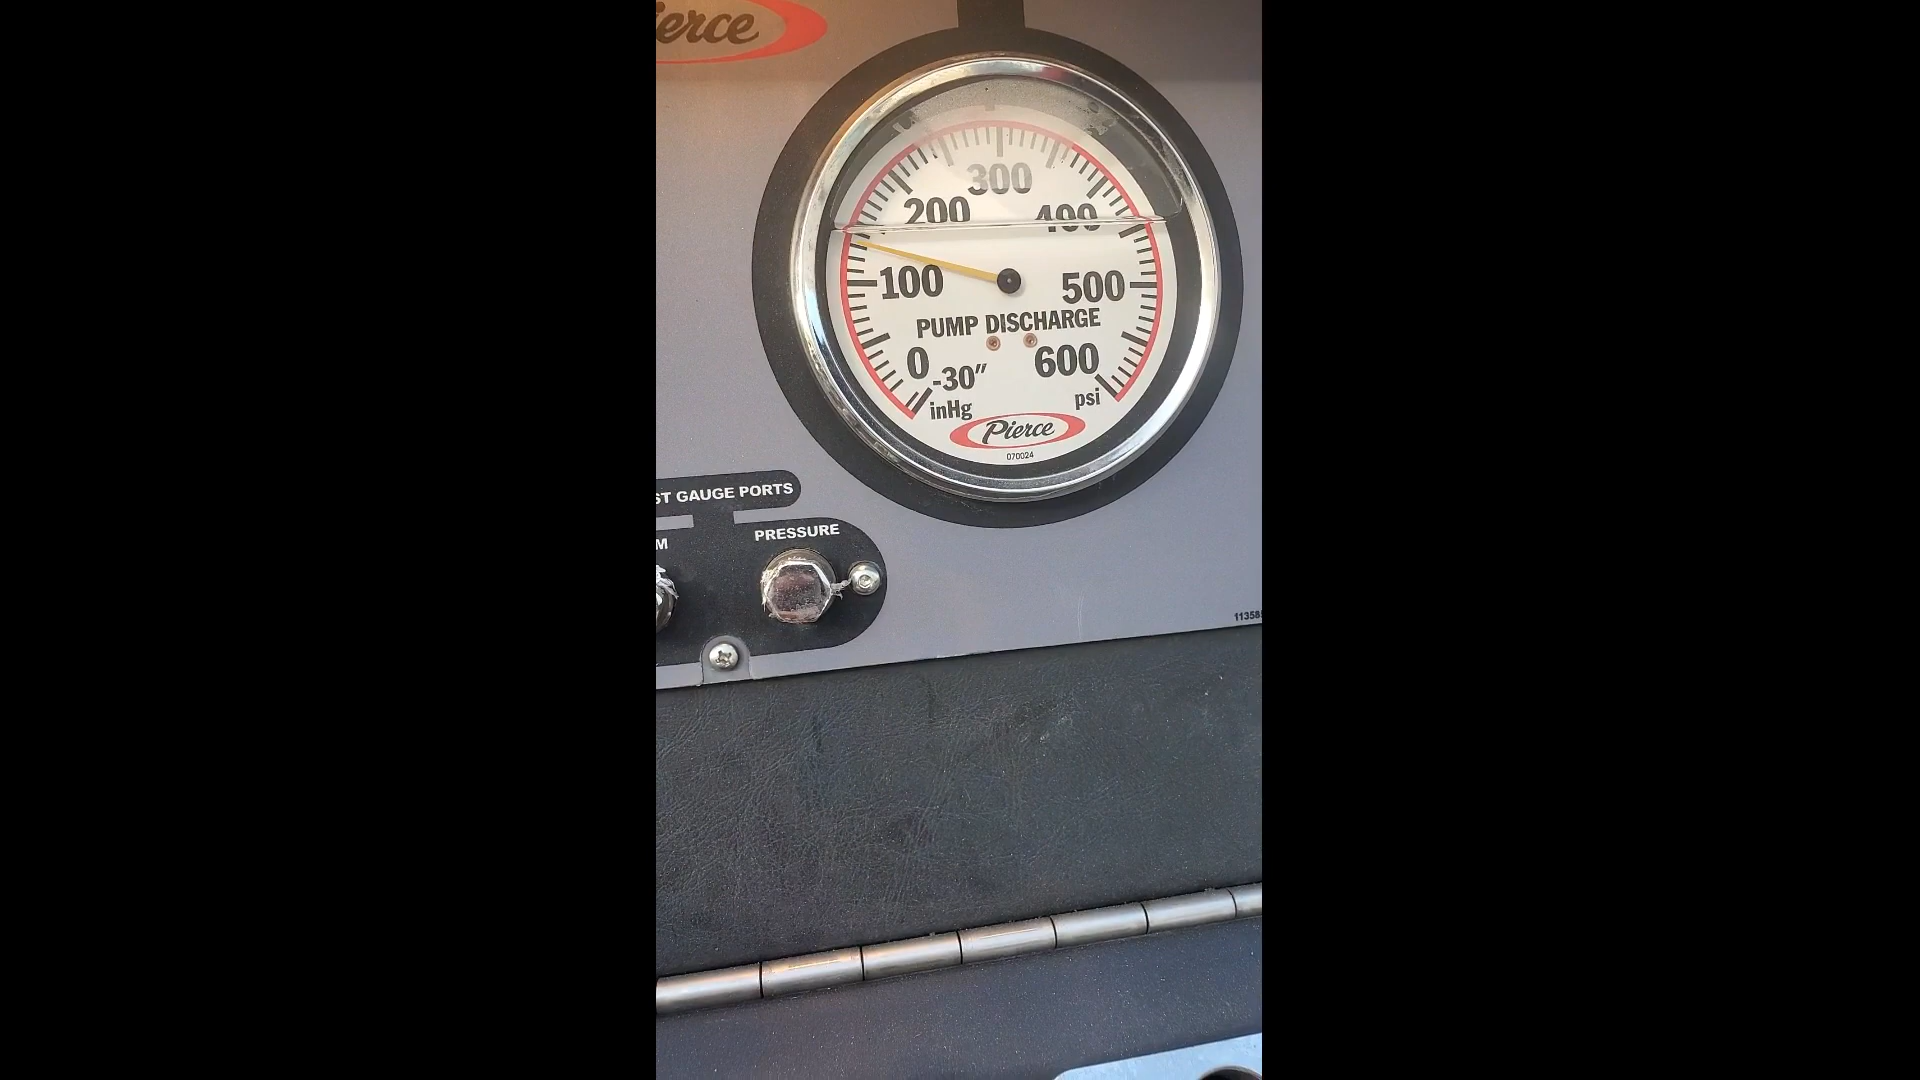 ierce
300
200 400
100 500
PUMP DISCHARGE
0 -30" 600
inHg psi
Pierce
070024
ST GAUGE PORTS
M PRESSURE
11358